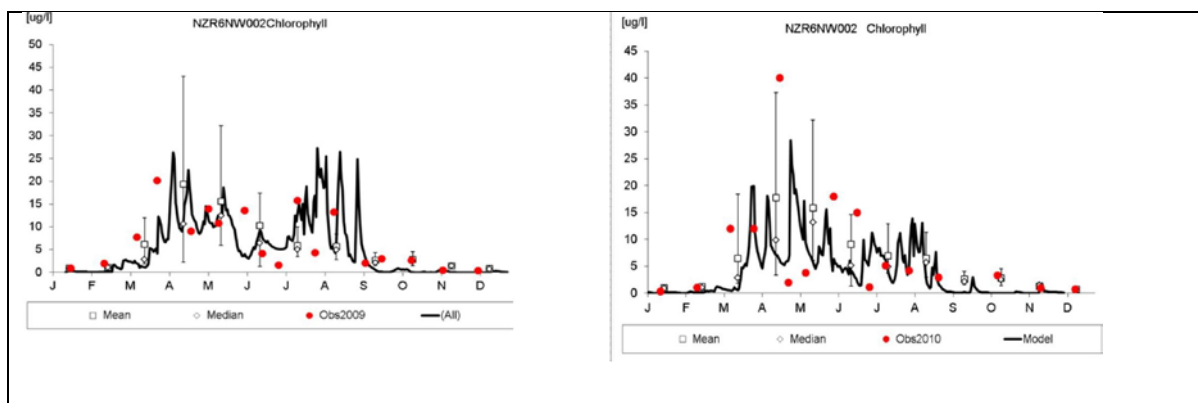 [ug/l]
NZR6NW002Chlorophyll
50
45
40
35
30
25
20
15
10
5
0
J F M A M J J A S O N D
Mean Median Obs2009 (All)
[ug/l]
NZR6NW002 Chlorophyll
45
40
35
30
25
20
15
10
5
0
J F M A M J J A S O N D
Mean Median Obs2010 Model